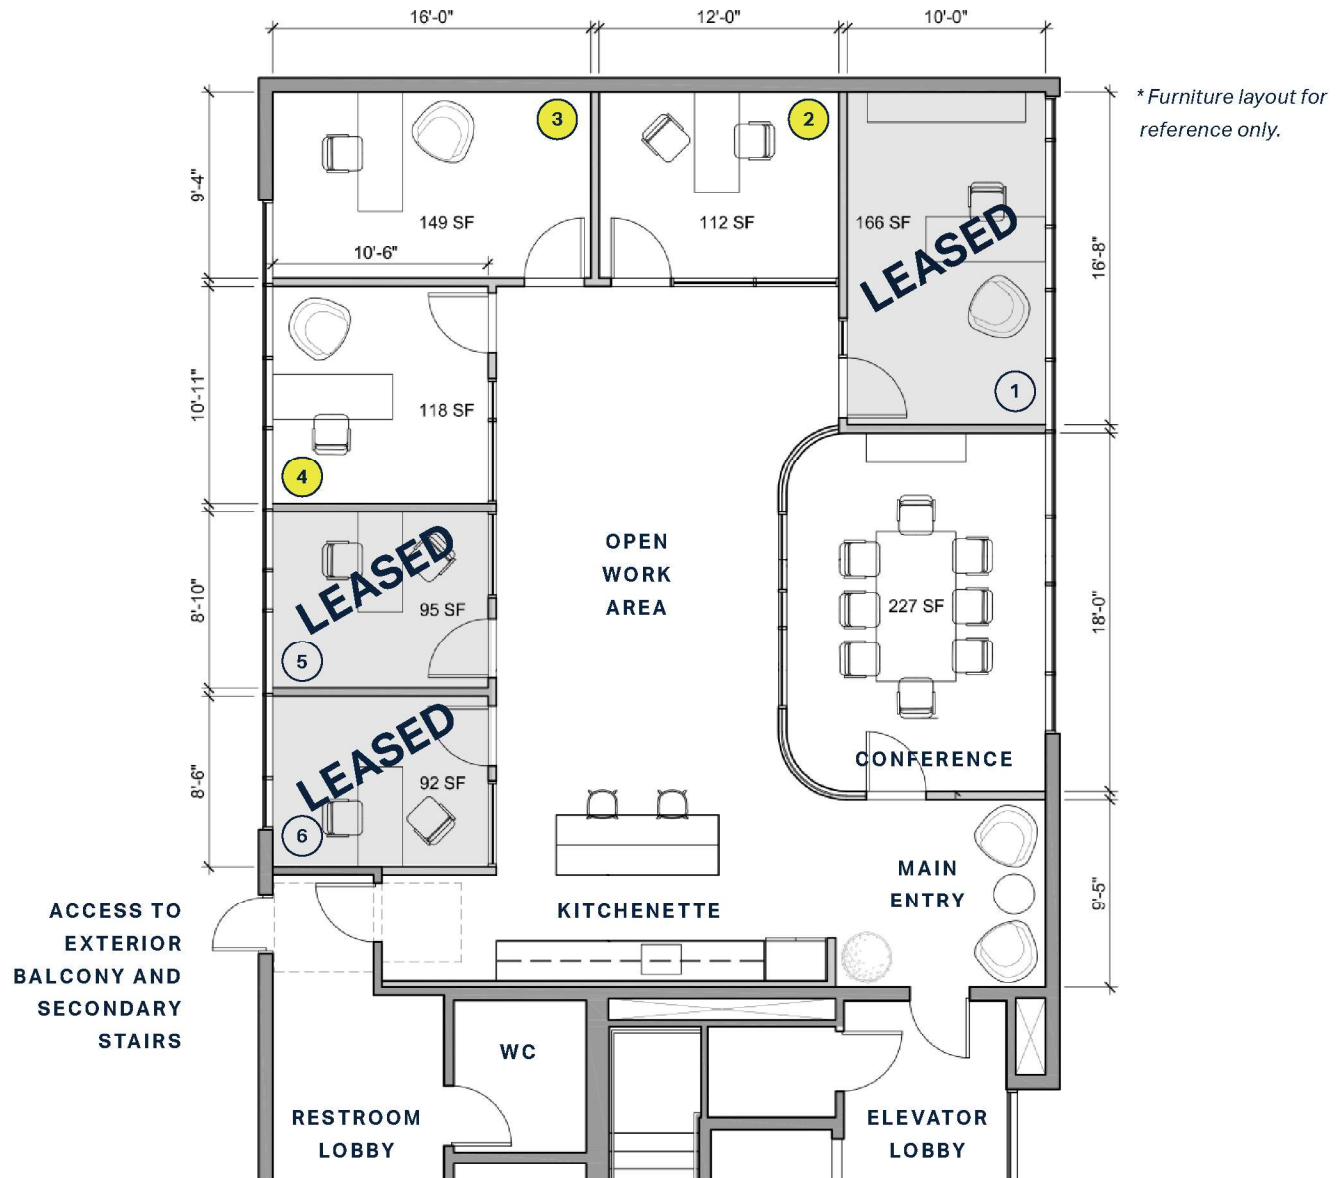 16'-0"
12'-0"
10'-0"
* Furniture layout for
reference only.
3
2
9'-4"
149 SF
112 SF
166 SF
LEASED
10'-6"
16'-8"
1
10'-11"
118 SF
4
OPEN
WORK
AREA
LEASED
8'-10"
95 SF
5
227 SF
18'-0"
CONFERENCE
LEASED
8'-6"
92 SF
6
MAIN
ENTRY
9'-5"
KITCHENETTE
ACCESS TO
EXTERIOR
BALCONY AND
SECONDARY
STAIRS
WC
RESTROOM
LOBBY
ELEVATOR
LOBBY